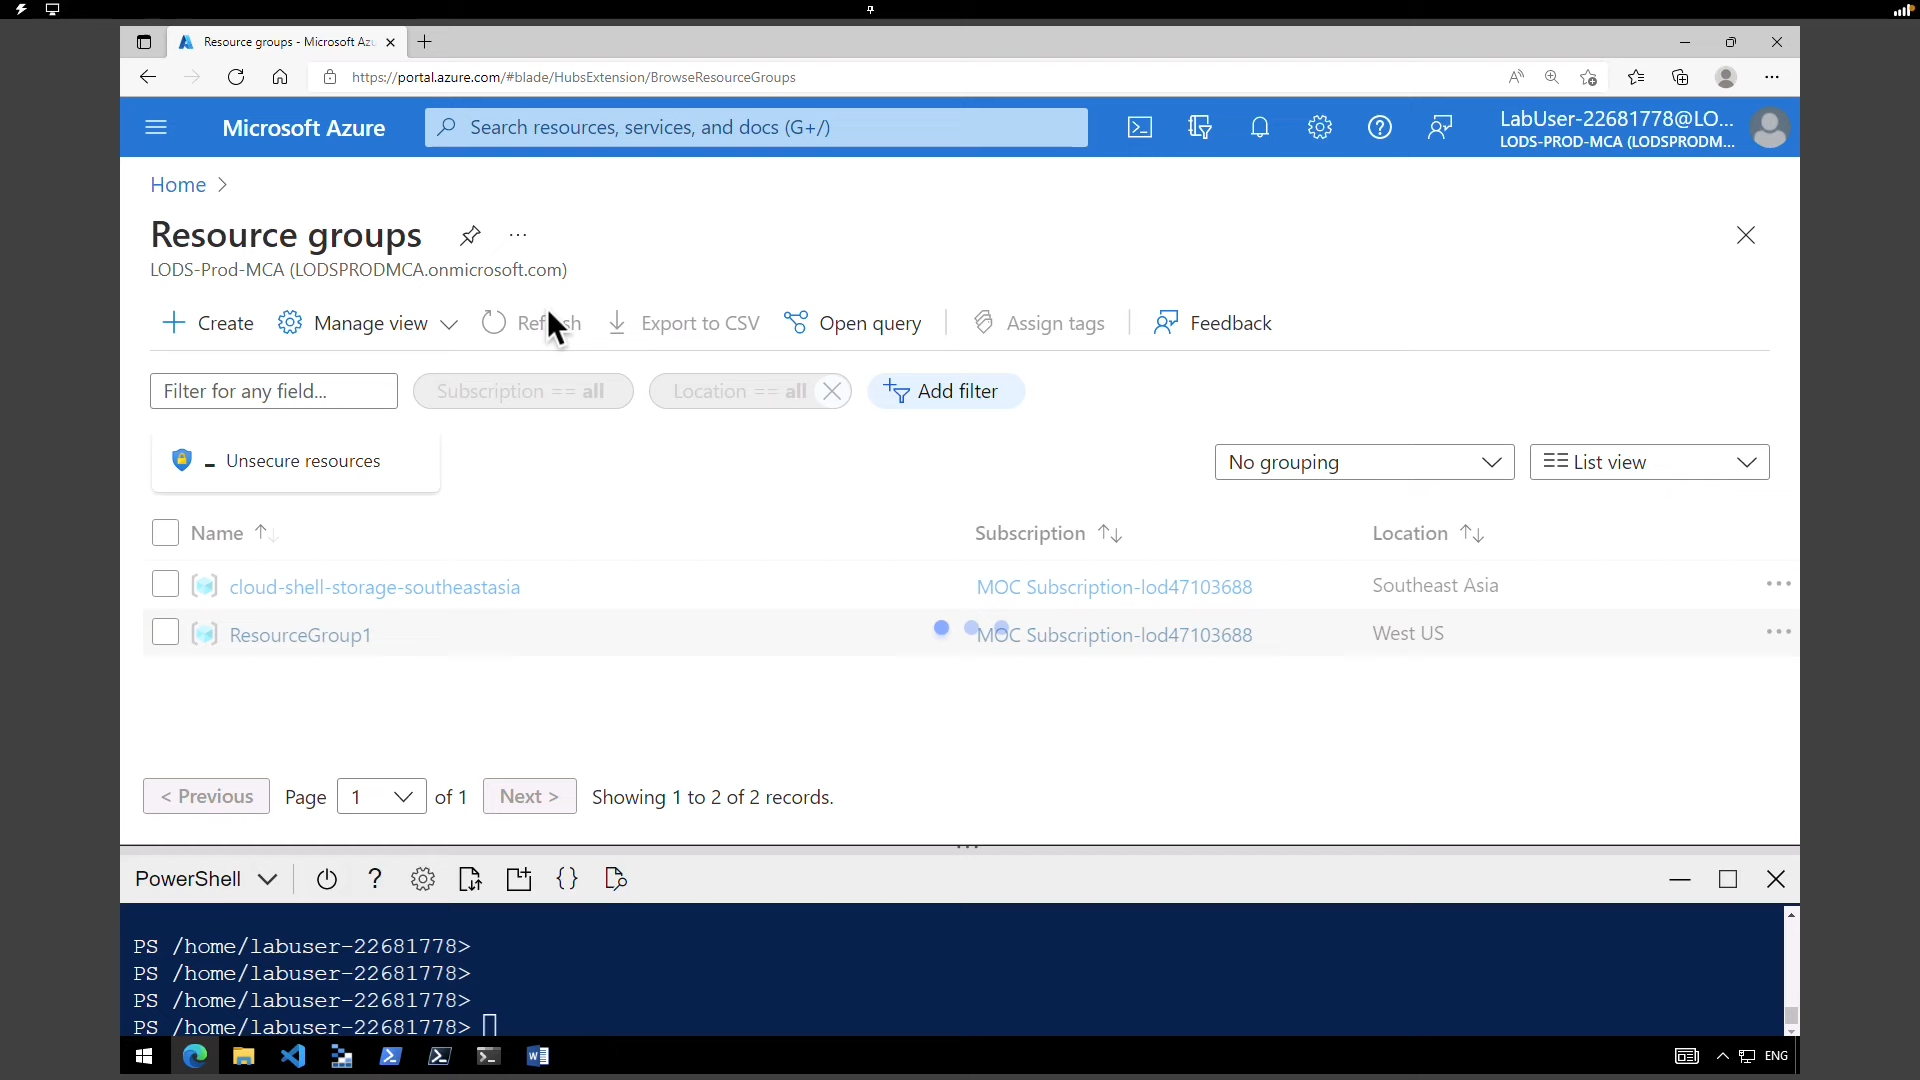 Resource groups - Microsoft Azu
https://portal.azure.com/#blade/HubsExtension/BrowseResourceGroups
Microsoft Azure
Search resources, services, and docs (G+/)
LabUser-22681778@LO...
LODS-PROD-MCA (LODSPRODM...
Home >
Resource groups ...
LODS-Prod-MCA (LODSPRODMCA.onmicrosoft.com)
+ Create Manage view Refresh Export to CSV Open query Assign tags Feedback
Filter for any field... Subscription == all Location == all Add filter
- Unsecure resources No grouping List view
Name Subscription Location
cloud-shell-storage-southeastasia MOC Subscription-lod47103688 Southeast Asia
ResourceGroup1 MOC Subscription-lod47103688 West US
< Previous Page 1 of 1 Next > Showing 1 to 2 of 2 records.
PowerShell ? {}
PS /home/labuser-22681778>
PS /home/labuser-22681778>
PS /home/labuser-22681778>
PS /home/labuser-22681778>
ENG